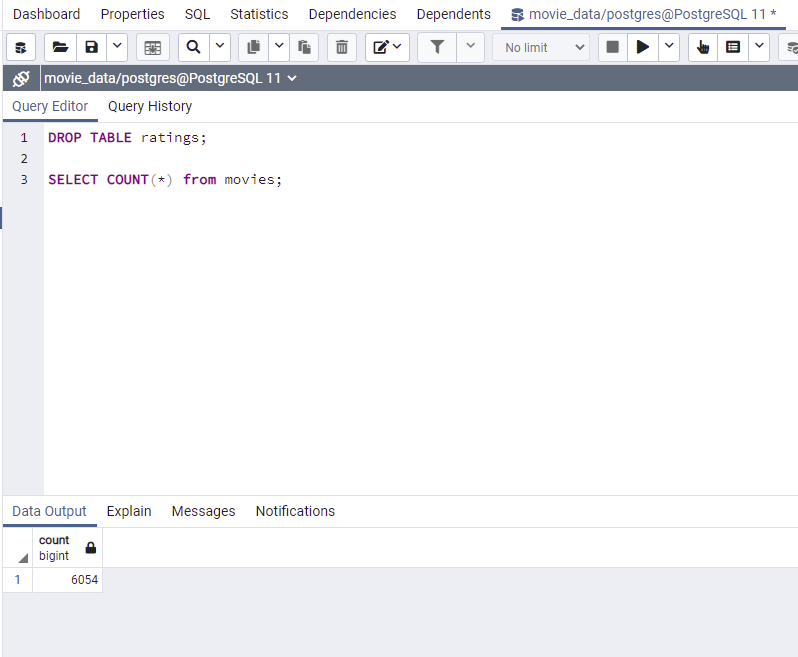 Dashboard Properties SQL Statistics Dependencies Dependents movie_data/postgres@PostgreSQL 11 *
No limit
movie_data/postgres@PostgreSQL 11
Query Editor Query History
1 DROP TABLE ratings;
2
3 SELECT COUNT(*) from movies;
Data Output Explain Messages Notifications
count
bigint
1 6054